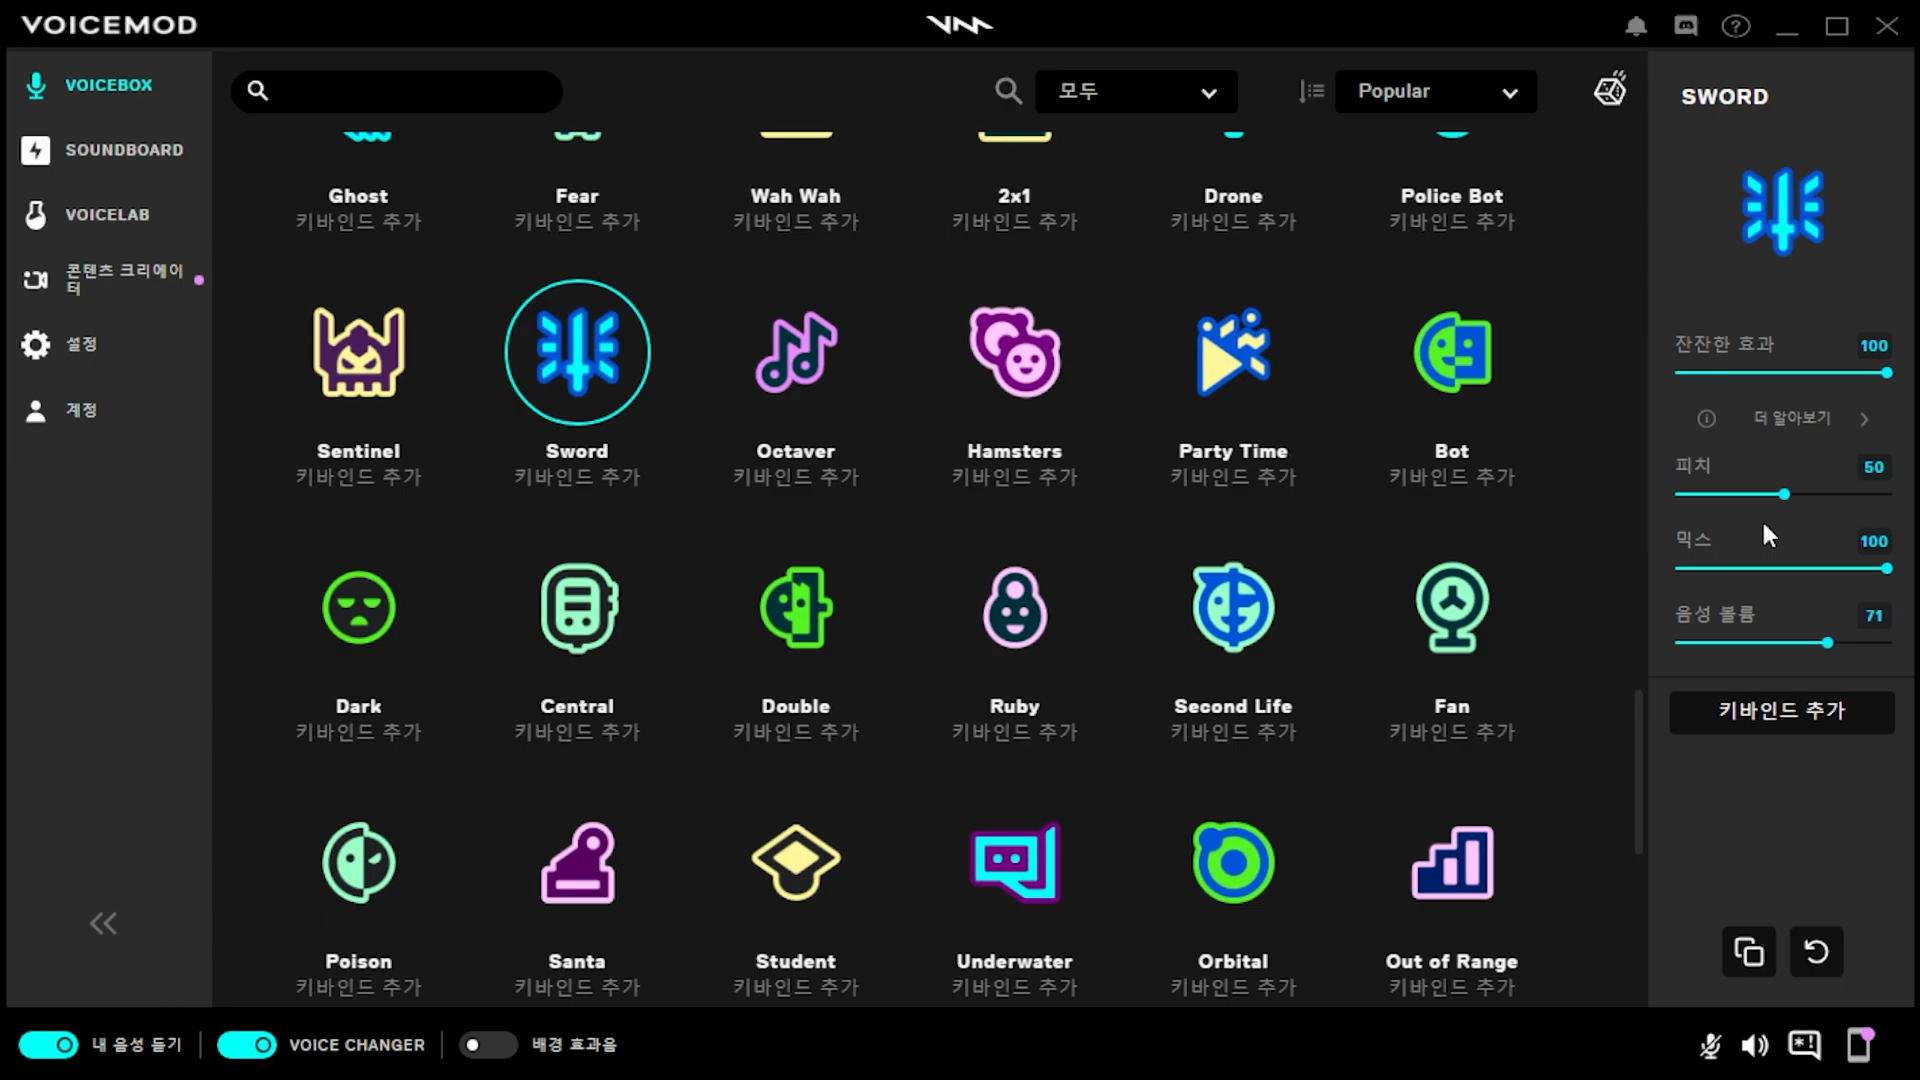 VOICEMOD
VOICEBOX
SOUNDBOARD
VOICELAB
콘텐츠 크리에이
터
설정
계정
모두
Popular
Ghost
키바인드 추가
Fear
키바인드 추가
Wah Wah
키바인드 추가
2x1
키바인드 추가
Drone
키바인드 추가
Police Bot
키바인드 추가
Sentinel
키바인드 추가
Sword
키바인드 추가
Octaver
키바인드 추가
Hamsters
키바인드 추가
Party Time
키바인드 추가
Bot
키바인드 추가
Dark
키바인드 추가
Central
키바인드 추가
Double
키바인드 추가
Ruby
키바인드 추가
Second Life
키바인드 추가
Fan
키바인드 추가
Poison
키바인드 추가
Santa
키바인드 추가
Student
키바인드 추가
Underwater
키바인드 추가
Orbital
키바인드 추가
Out of Range
키바인드 추가
SWORD
잔잔한 효과 100
더 알아보기
피치 50
믹스 100
음성 볼륨 71
키바인드 추가
내 음성 듣기
VOICE CHANGER
배경 효과음